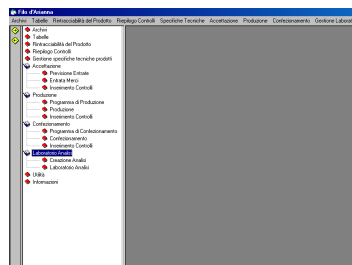 Filo d'Arianna
Archivi Tabelle Rintracciabilità del Prodotto Riepilogo Controlli Specifiche Tecniche Accettazione Produzione Confezionamento Gestione Laborat
Archivi
Tabelle
Rintracciabilità del Prodotto
Riepilogo Controlli
Gestione specifiche tecniche prodotti
Accettazione
Previsione Entrate
Entrata Merci
Inserimento Controlli
Produzione
Programma di Produzione
Produzione
Inserimento Controlli
Confezionamento
Programma di Confezionamento
Confezionamento
Inserimento Controlli
Laboratorio Analisi
Creazione Analisi
Laboratorio Analisi
Utilità
Informazioni